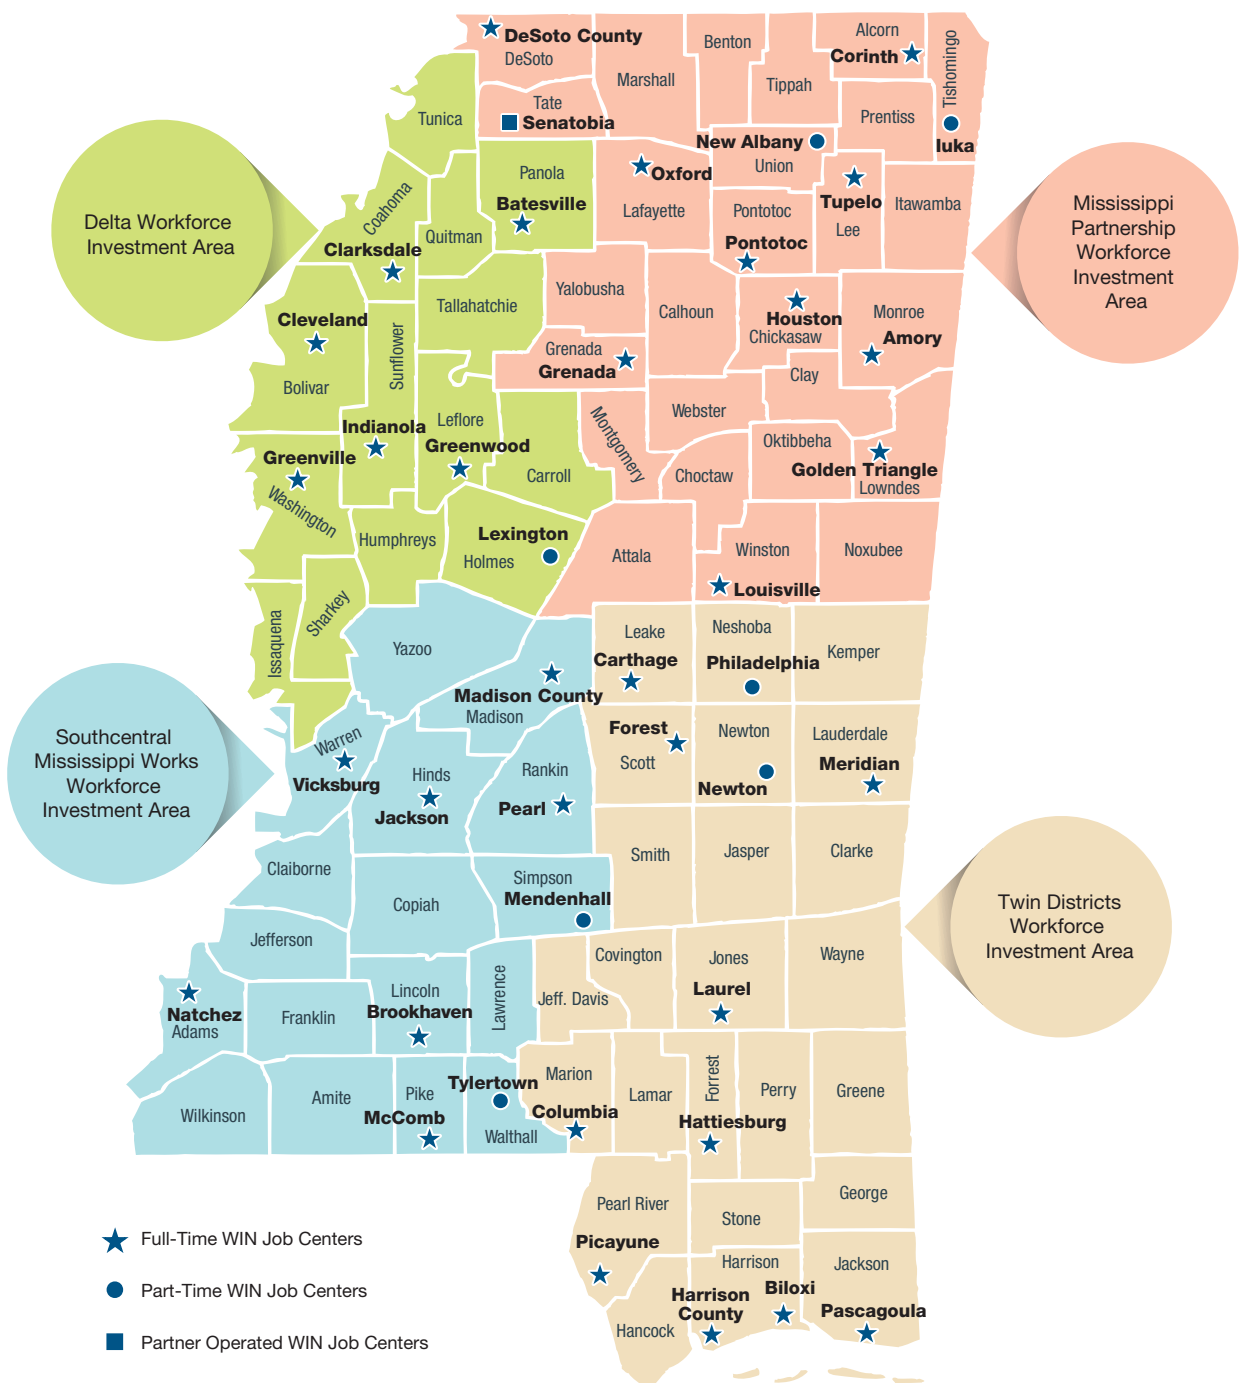 DeSoto County
DeSoto
Marshall
Benton
Tippah
Alcorn
Corinth
Tishomingo
Iuka
Prentiss
Tate
Senatobia
Tunica
New Albany
Union
Panola
Batesville
Oxford
Lafayette
Pontotoc
Pontotoc
Tupelo
Lee
Itawamba
Delta Workforce
Investment Area
Mississippi
Partnership
Workforce
Investment
Area
Coahoma
Clarksdale
Quitman
Tallahatchie
Yalobusha
Calhoun
Houston
Chickasaw
Monroe
Amory
Cleveland
Bolivar
Sunflower
Grenada
Grenada
Clay
Webster
Indianola
Leflore
Greenwood
Carroll
Montgomery
Choctaw
Oktibbeha
Golden Triangle
Lowndes
Greenville
Washington
Humphreys
Lexington
Holmes
Attala
Winston
Louisville
Noxubee
Issaquena
Sharkey
Yazoo
Leake
Carthage
Neshoba
Philadelphia
Kemper
Madison County
Madison
Southcentral
Mississippi Works
Workforce
Investment Area
Warren
Vicksburg
Hinds
Jackson
Rankin
Pearl
Forest
Scott
Newton
Newton
Lauderdale
Meridian
Claiborne
Copiah
Simpson
Mendenhall
Smith
Jasper
Clarke
Twin Districts
Workforce
Investment Area
Jefferson
Natchez
Adams
Franklin
Lincoln
Brookhaven
Lawrence
Jeff. Davis
Covington
Jones
Laurel
Wayne
Wilkinson
Amite
Pike
McComb
Tylertown
Walthall
Marion
Columbia
Lamar
Forrest
Hattiesburg
Perry
Greene
Pearl River
Picayune
Stone
George
Hancock
Harrison
Harrison
County
Biloxi
Jackson
Pascagoula
Full-Time WIN Job Centers
Part-Time WIN Job Centers
Partner Operated WIN Job Centers